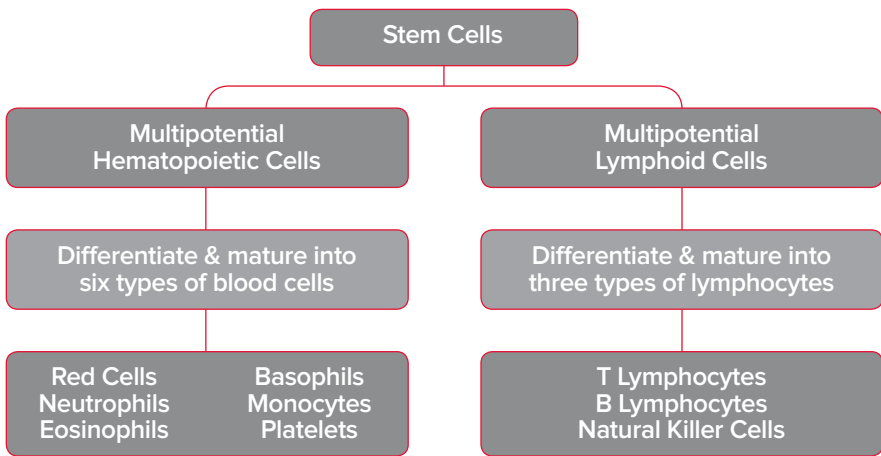 Stem Cells
Multipotential
Hematopoietic Cells
Multipotential
Lymphoid Cells
Differentiate & mature into
six types of blood cells
Differentiate & mature into
three types of lymphocytes
Red Cells
Neutrophils
Eosinophils
Basophils
Monocytes
Platelets
T Lymphocytes
B Lymphocytes
Natural Killer Cells